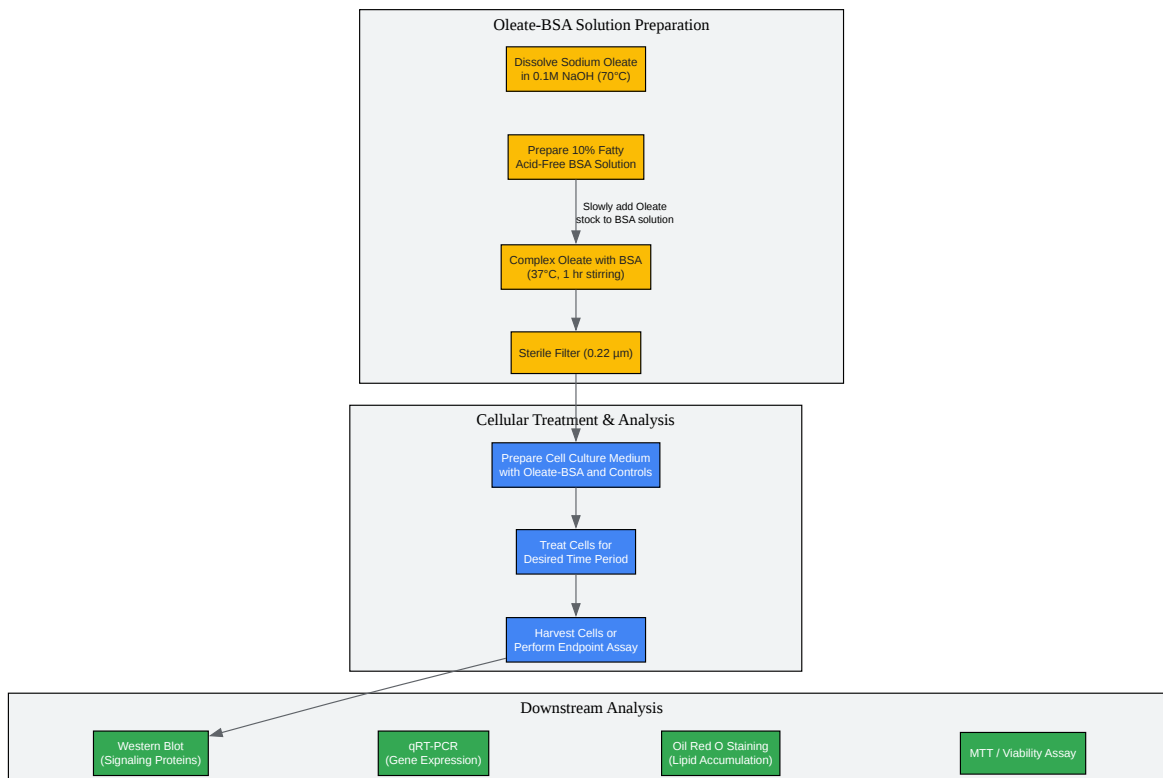 Oleate-BSA Solution Preparation
Dissolve Sodium Oleate
in 0.1M NaOH (70°C)
Prepare 10% Fatty
Acid-Free BSA Solution
Slowly add Oleate
stock to BSA solution
Complex Oleate with BSA
(37°C, 1 hr stirring)
Sterile Filter (0.22 µm)
Cellular Treatment & Analysis
Prepare Cell Culture Medium
with Oleate-BSA and Controls
Treat Cells for
Desired Time Period
Harvest Cells or
Perform Endpoint Assay
Downstream Analysis
Western Blot
(Signaling Proteins)
qRT-PCR
(Gene Expression)
Oil Red O Staining
(Lipid Accumulation)
MTT / Viability Assay